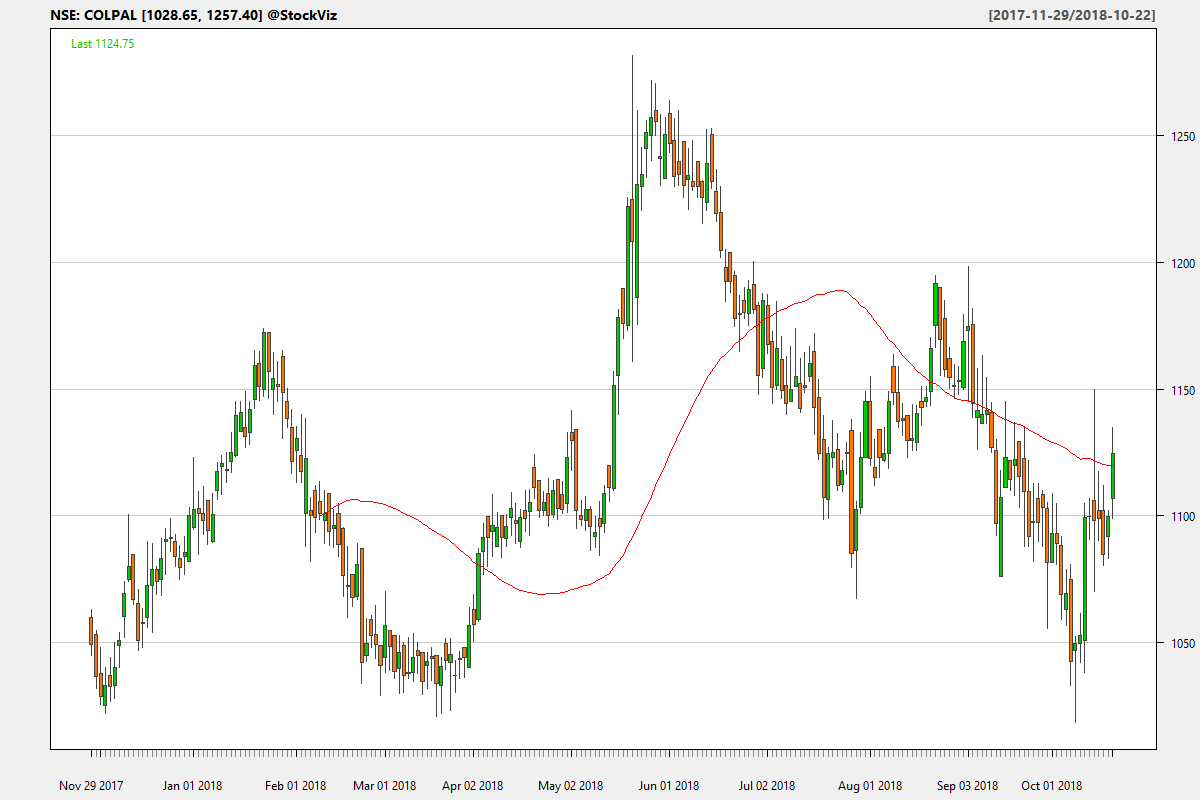 NSE: COLPAL [1028.65, 1257.40] @StockViz [2017-11-29/2018-10-22]
Last 1124.75
1250
1200
1150
1100
1050
Nov 29 2017 Jan 01 2018 Feb 01 2018 Mar 01 2018 Apr 02 2018 May 02 2018 Jun 01 2018 Jul 02 2018 Aug 01 2018 Sep 03 2018 Oct 01 2018